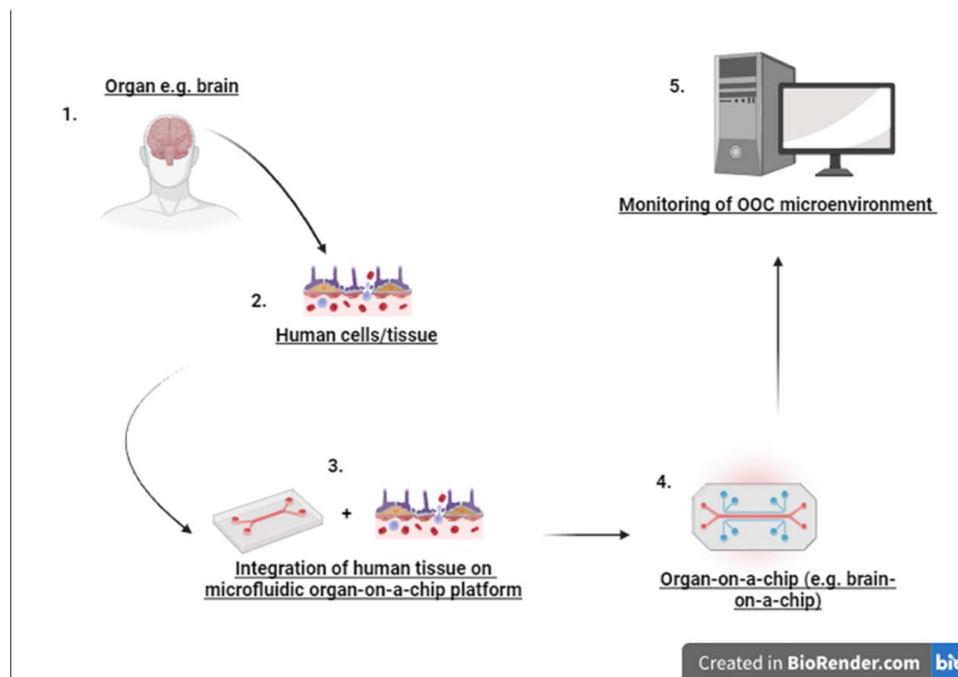 Organ e.g. brain
1.
2.
Human cells/tissue
3.
+
Integration of human tissue on
microfluidic organ-on-a-chip platform
4.
Organ-on-a-chip (e.g. brain-
on-a-chip)
5.
Monitoring of OOC microenvironment
Created in BioRender.com bio